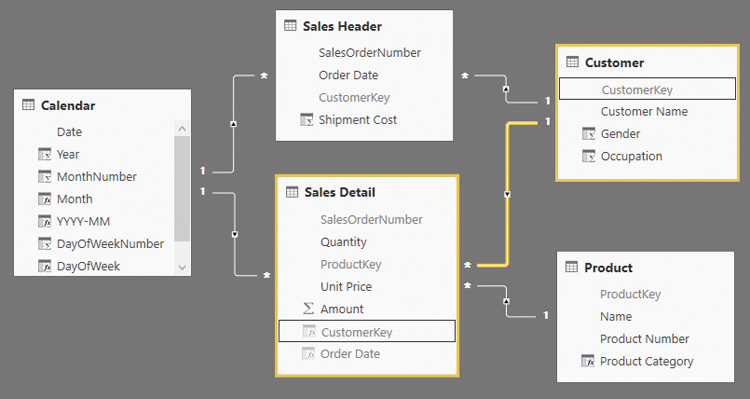 Sales Header
SalesOrderNumber
Order Date
CustomerKey
Shipment Cost
Customer
CustomerKey
Customer Name
Gender
Occupation
Calendar
Date
Year
MonthNumber
Month
YYYY-MM
DayOfWeekNumber
DayOfWeek
Sales Detail
SalesOrderNumber
Quantity
ProductKey
Unit Price
Σ Amount
CustomerKey
Order Date
Product
ProductKey
Name
Product Number
Product Category
*
*
1
1
1
1
*
*
*
1